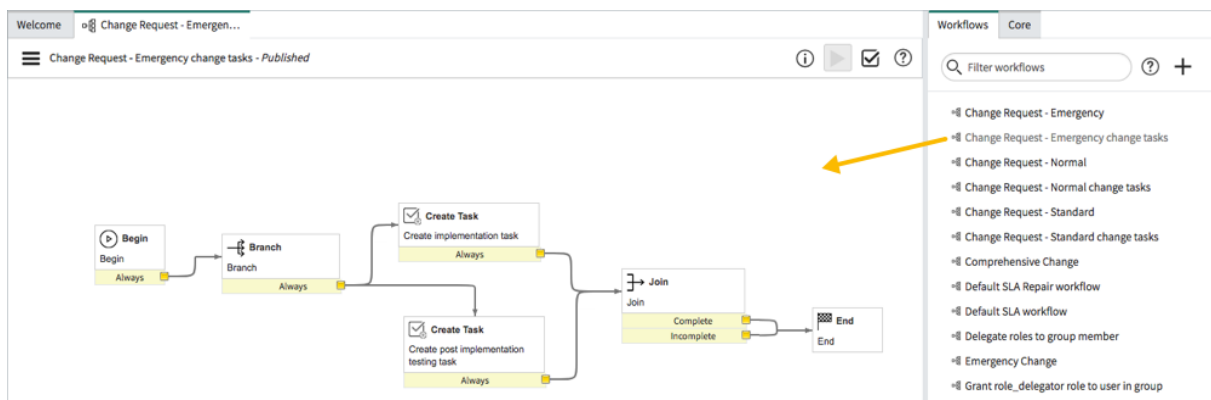 Welcome
Change Request - Emergen...
Workflows
Core
Change Request - Emergency change tasks - Published
Filter workflows
Change Request - Emergency
Change Request - Emergency change tasks
Change Request - Normal
Change Request - Normal change tasks
Change Request - Standard
Change Request - Standard change tasks
Comprehensive Change
Default SLA Repair workflow
Default SLA workflow
Delegate roles to group member
Emergency Change
Grant role_delegator role to user in group
Begin
Begin
Always
Branch
Branch
Always
Create Task
Create implementation task
Always
Create Task
Create post implementation
testing task
Always
Join
Join
Complete
Incomplete
End
End